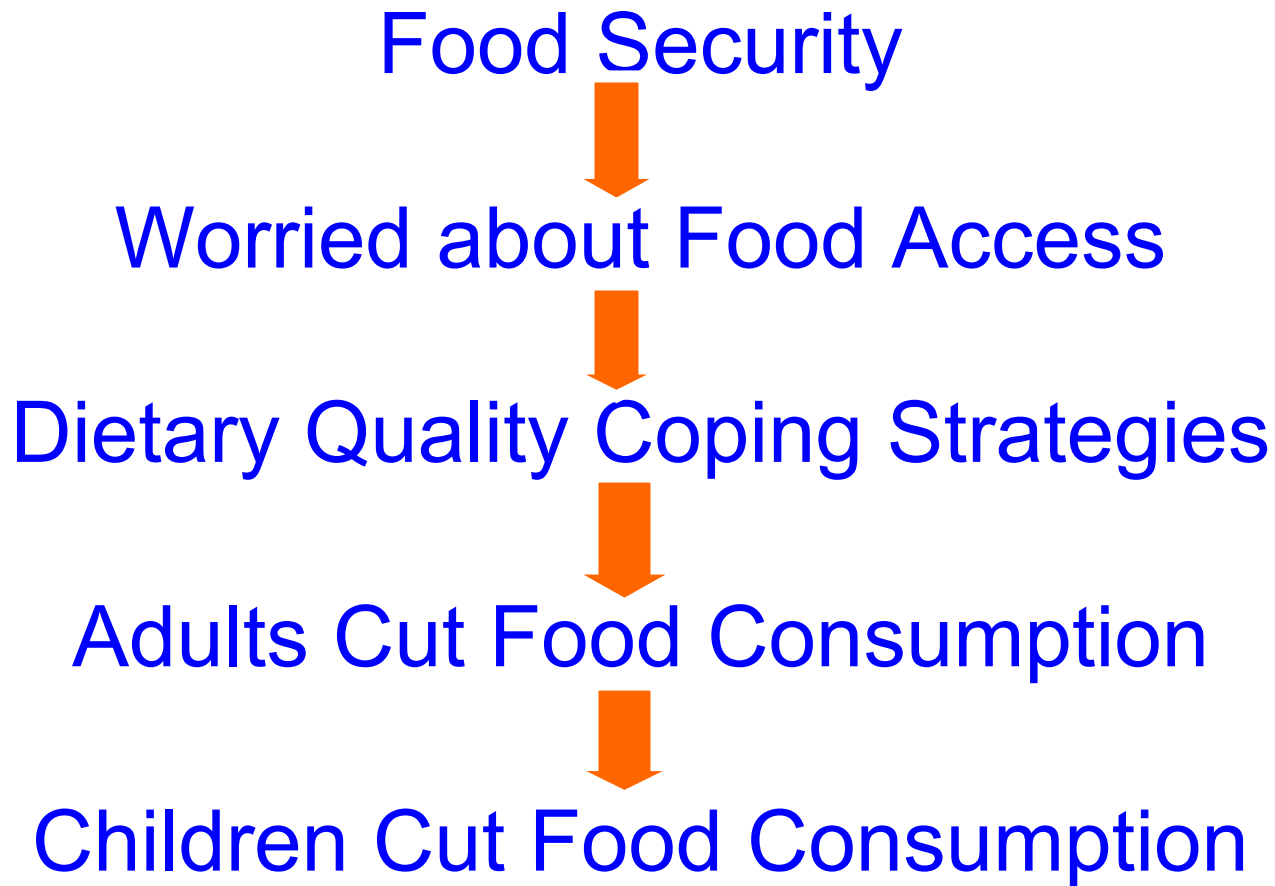 Food Security
Worried about Food Access
Dietary Quality Coping Strategies
Adults Cut Food Consumption
Children Cut Food Consumption